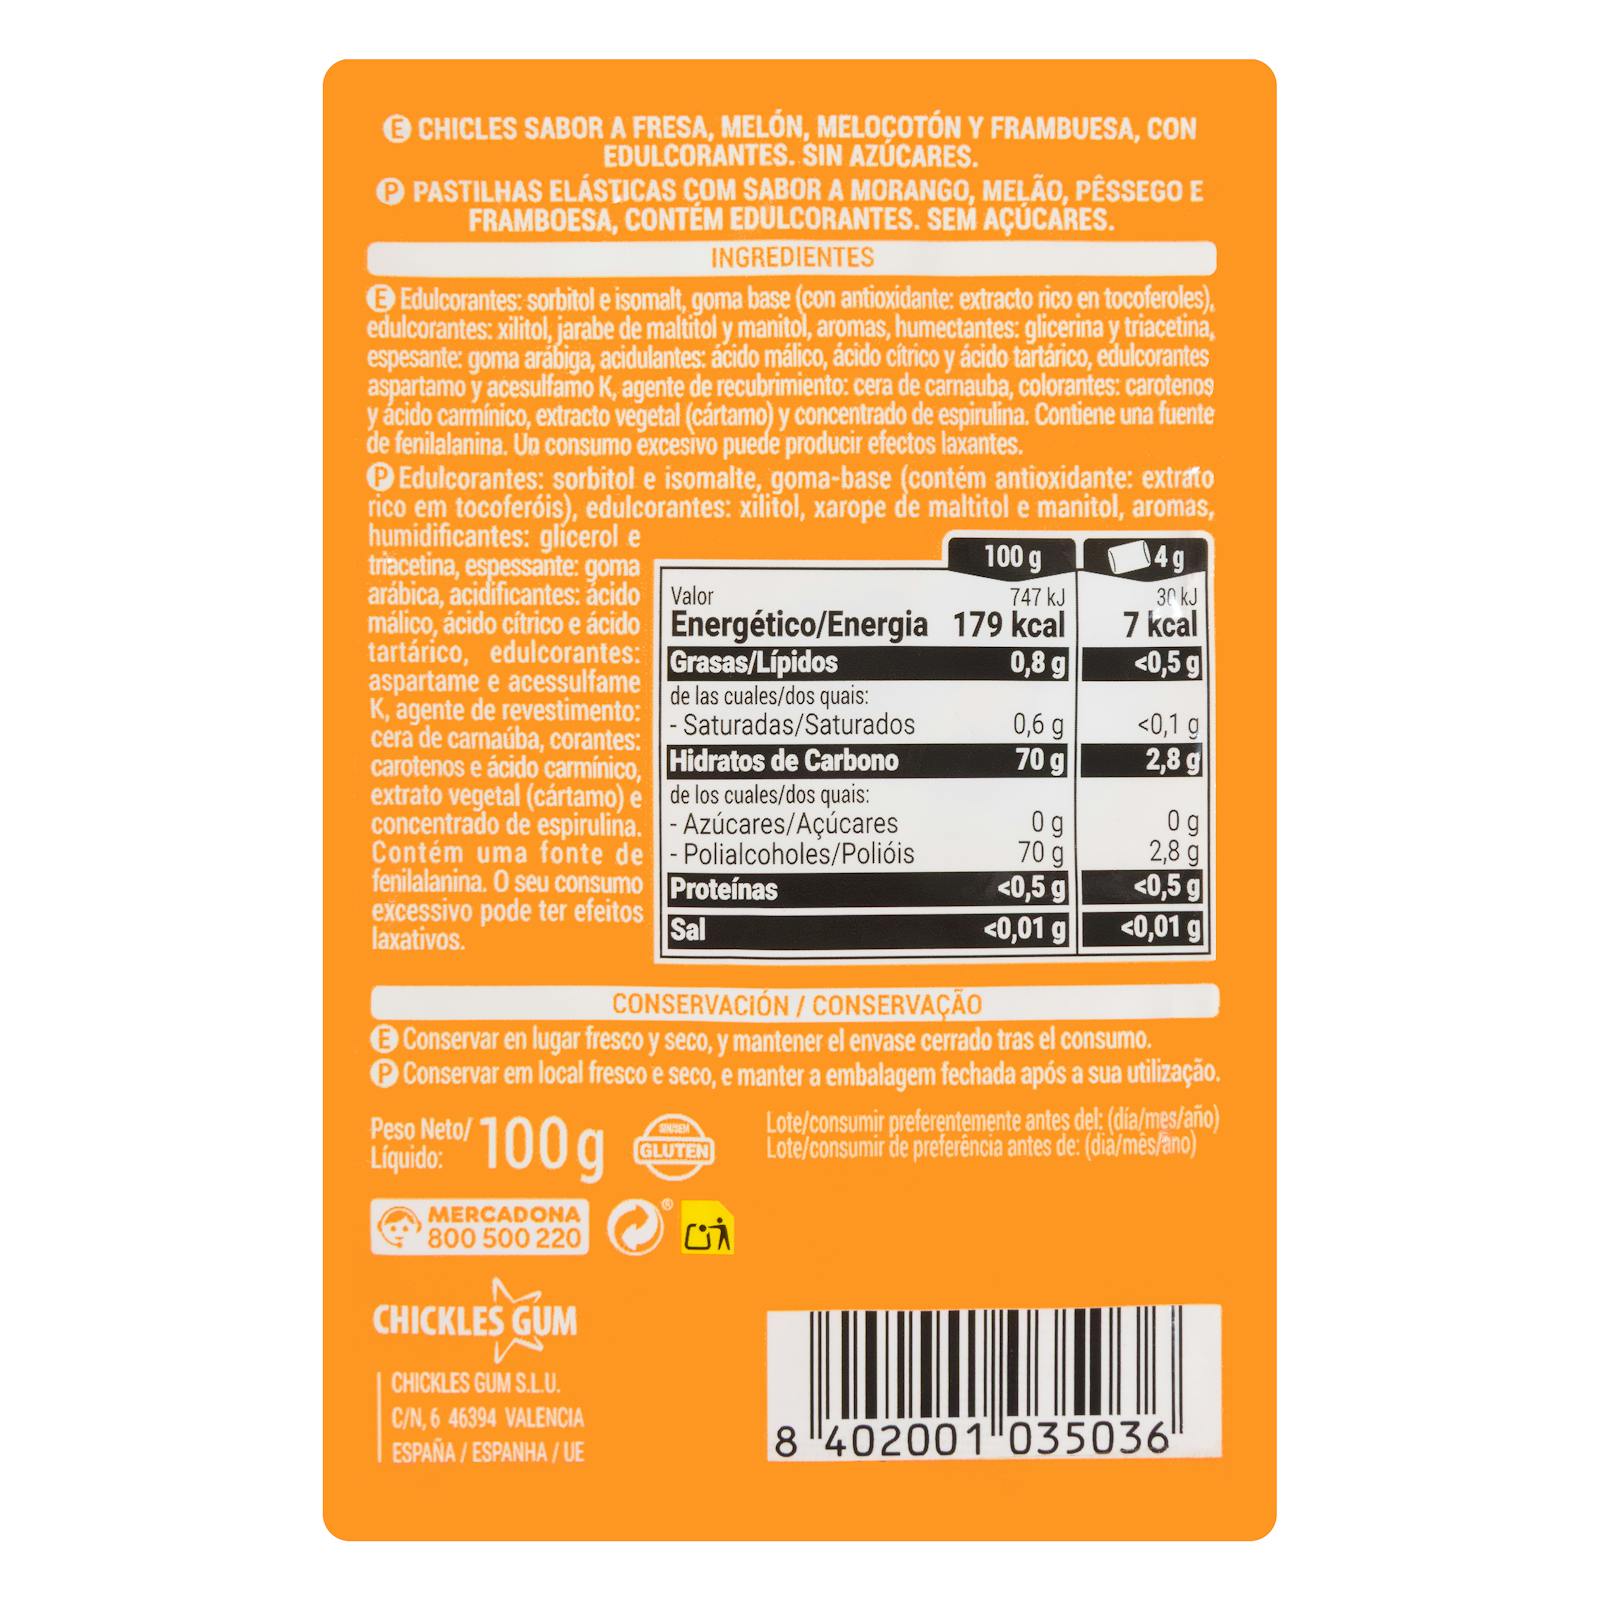 E CHICLES SABOR A FRESA, MELÓN, MELOCOTÓN Y FRAMBUESA, CON
EDULCORANTES. SIN AZÚCARES.
P PASTILHAS ELÁSTICAS COM SABOR A MORANGO, MELÃO, PÊSSEGO E
FRAMBOESA, CONTÉM EDULCORANTES. SEM AÇÚCARES.
INGREDIENTES
E Edulcorantes: sorbitol e isomalt, goma base (con antioxidante: extracto rico en tocoferoles),
edulcorantes: xilitol, jarabe de maltitol y manitol, aromas, humectantes: glicerina y triacetina,
espesante: goma arábiga, acidulantes: ácido málico, ácido cítrico y ácido tartárico, edulcorantes
aspartamo y acesulfamo K, agente de recubrimiento: cera de carnauba, colorantes: carotenos
y ácido carmínico, extracto vegetal (cártamo) y concentrado de espirulina. Contiene una fuente
de fenilalanina. Un consumo excesivo puede producir efectos laxantes.
P Edulcorantes: sorbitol e isomalte, goma-base (contém antioxidante: extrato
rico em tocoferóis), edulcorantes: xilitol, xarope de maltitol e manitol, aromas,
humidificantes: glicerol e
triacetina, espessante: goma
arábica, acidificantes: ácido
málico, ácido cítrico e ácido
tartárico, edulcorantes:
aspartame e acessulfame
K, agente de revestimento:
cera de carnaúba, corantes:
carotenos e ácido carmínico,
extrato vegetal (cártamo) e
concentrado de espirulina.
Contém uma fonte de
fenilalanina. O seu consumo
excessivo pode ter efeitos
laxativos.
100 g 4 g
Valor 747 kJ 30 kJ
Energético/Energia 179 kcal 7 kcal
Grasas/Lípidos 0,8 g <0,5 g
de las cuales/dos quais:
- Saturadas/Saturados 0,6 g <0,1 g
Hidratos de Carbono 70 g 2,8 g
de los cuales/dos quais:
- Azúcares/Açúcares 0 g 0 g
- Polialcoholes/Polióis 70 g 2,8 g
Proteínas <0,5 g <0,5 g
Sal <0,01 g <0,01 g
CONSERVACIÓN / CONSERVAÇÃO
E Conservar en lugar fresco y seco, y mantener el envase cerrado tras el consumo.
P Conservar em local fresco e seco, e manter a embalagem fechada após a sua utilização.
Peso Neto/
Líquido: 100 g
SIN/SEM
GLUTEN
Lote/consumir preferentemente antes del: (día/mes/año)
Lote/consumir de preferência antes de: (dia/mês/ano)
MERCADONA
800 500 220
®
CHICKLES GUM
CHICKLES GUM S.L.U.
C/N, 6 46394 VALENCIA
ESPAÑA / ESPANHA / UE
8 402001 035036